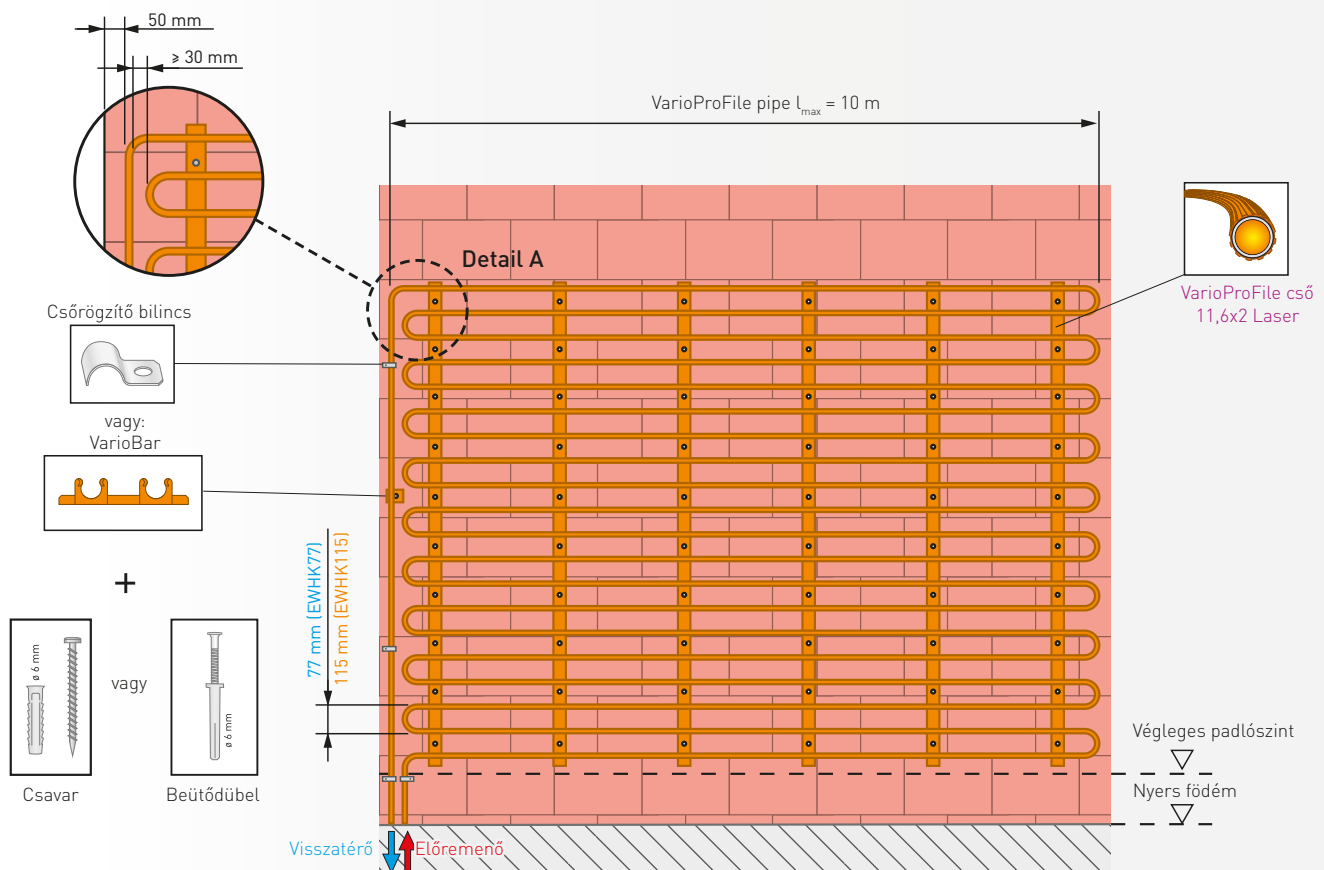 50 mm
≥ 30 mm
VarioProFile pipe lmax = 10 m
Detail A
VarioProFile cső
11,6x2 Laser
Csőrögzítő bilincs
vagy:
VarioBar
+
77 mm (EWHK77)
115 mm (EWHK115)
ø 6 mm
vagy
ø 6 mm
Csavar
Beütődübel
Végleges padlószint
Nyers födém
Visszatérő
Előremenő